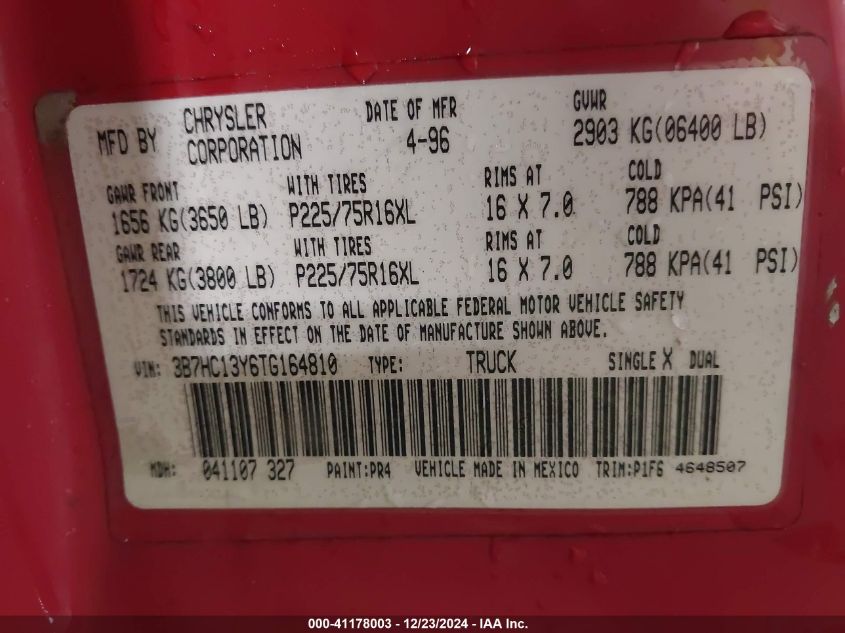 MFD BY CHRYSLER CORPORATION DATE OF MFR 4-96 GVWR 2903 KG(06400 LB)
GAWR FRONT WITH TIRES RIMS AT COLD
1656 KG(3650 LB) P225/75R16XL 16 X 7.0 788 KPA(41 PSI)
GAWR REAR WITH TIRES RIMS AT COLD
1724 KG(3800 LB) P225/75R16XL 16 X 7.0 788 KPA(41 PSI)
THIS VEHICLE CONFORMS TO ALL APPLICABLE FEDERAL MOTOR VEHICLE SAFETY
STANDARDS IN EFFECT ON THE DATE OF MANUFACTURE SHOWN ABOVE.
VIN: 3B7HC13Y6TG164810 TYPE: TRUCK SINGLE X DUAL
MDH: 041107 327 PAINT:PR4 VEHICLE MADE IN MEXICO TRIM:P1F6 4648507
000-41178003 - 12/23/2024 - IAA Inc.